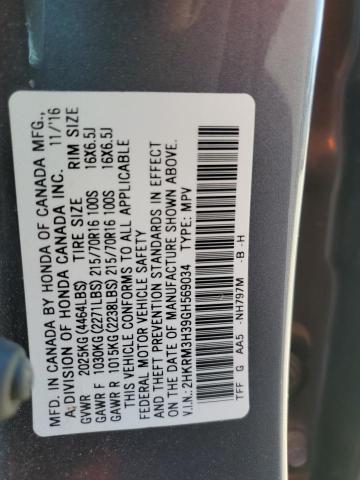 MFD. IN CANADA BY HONDA OF CANADA MFG.,
A DIVISION OF HONDA CANADA INC. 11/'16
GVWR 2025KG (4464LBS) TIRE SIZE RIM SIZE
GAWR F 1030KG (2271LBS) 215/70R16 100S 16X6.5J
GAWR R 1015KG (2238LBS) 215/70R16 100S 16X6.5J
THIS VEHICLE CONFORMS TO ALL APPLICABLE
FEDERAL MOTOR VEHICLE SAFETY
AND THEFT PREVENTION STANDARDS IN EFFECT
ON THE DATE OF MANUFACTURE SHOWN ABOVE.
V.I.N.: 2HKRM3H39GH569034 TYPE: MPV
TFF G AA5 -NH797M -B -H